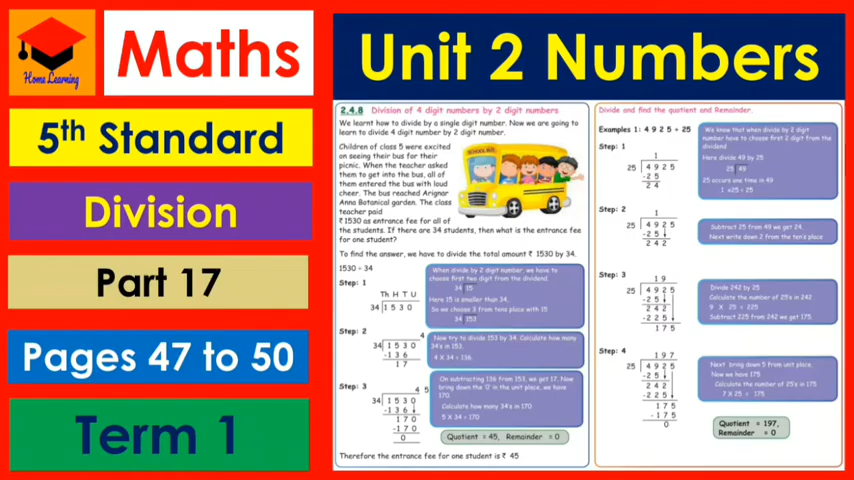 Home Learning
Maths
5th Standard
Division
Part 17
Pages 47 to 50
Term 1
Unit 2 Numbers
2.4.8 Division of 4 digit numbers by 2 digit numbers
We learnt how to divide by a single digit number. Now we are going to
learn to divide 4 digit number by 2 digit number.
Children of class 5 were excited
on seeing their bus for their
picnic. When the teacher asked
them to get into the bus, all of
them entered the bus with loud
cheer. The bus reached Arignar
Anna Botanical garden. The class
teacher paid
₹ 1530 as entrance fee for all of
the students. If there are 34 students, then what is the entrance fee
for one student?
SCHOOL BUS
To find the answer, we have to divide the total amount ₹ 1530 by 34.
1530 ÷ 34
Step: 1
Th H T U
34 1 5 3 0
When divide by 2 digit number, we have to
choose first two digit from the dividend.
34 15
Here 15 is smaller than 34.
So we choose 3 from tens place with 15
34 153
Step: 2
4
34 1 5 3 0
-1 3 6
1 7
Now try to divide 153 by 34. Calculate how many
34's in 153.
4 X 34 = 136.
Step: 3
4 5
34 1 5 3 0
-1 3 6
1 7 0
-1 7 0
0
On subtracting 136 from 153, we get 17. Now
bring down the '0' in the unit place, we have
170.
Calculate how many 34's in 170
5 X 34 = 170
Quotient = 45, Remainder = 0
Therefore the entrance fee for one student is ₹ 45
Divide and find the quotient and Remainder.
Examples 1: 4 9 2 5 ÷ 25
Step: 1
1
25 4 9 2 5
-2 5
2 4
We know that when divide by 2 digit
number have to choose first 2 digit from the
dividend
Here divide 49 by 25
25 49
25 occurs one time in 49
1 x25 = 25
Step: 2
1
25 4 9 2 5
-2 5
2 4 2
Subtract 25 from 49 we get 24.
Next write down 2 from the ten's place
Step: 3
1 9
25 4 9 2 5
-2 5
2 4 2
-2 2 5
1 7 5
Divide 242 by 25
Calculate the number of 25's in 242
9 X 25 = 225
Subtract 225 from 242 we get 175.
Step: 4
1 9 7
25 4 9 2 5
-2 5
2 4 2
-2 2 5
1 7 5
-1 7 5
0
Next bring down 5 from unit place,
Now we have 175
Calculate the number of 25's in 175
7 X 25 = 175
Quotient = 197,
Remainder = 0